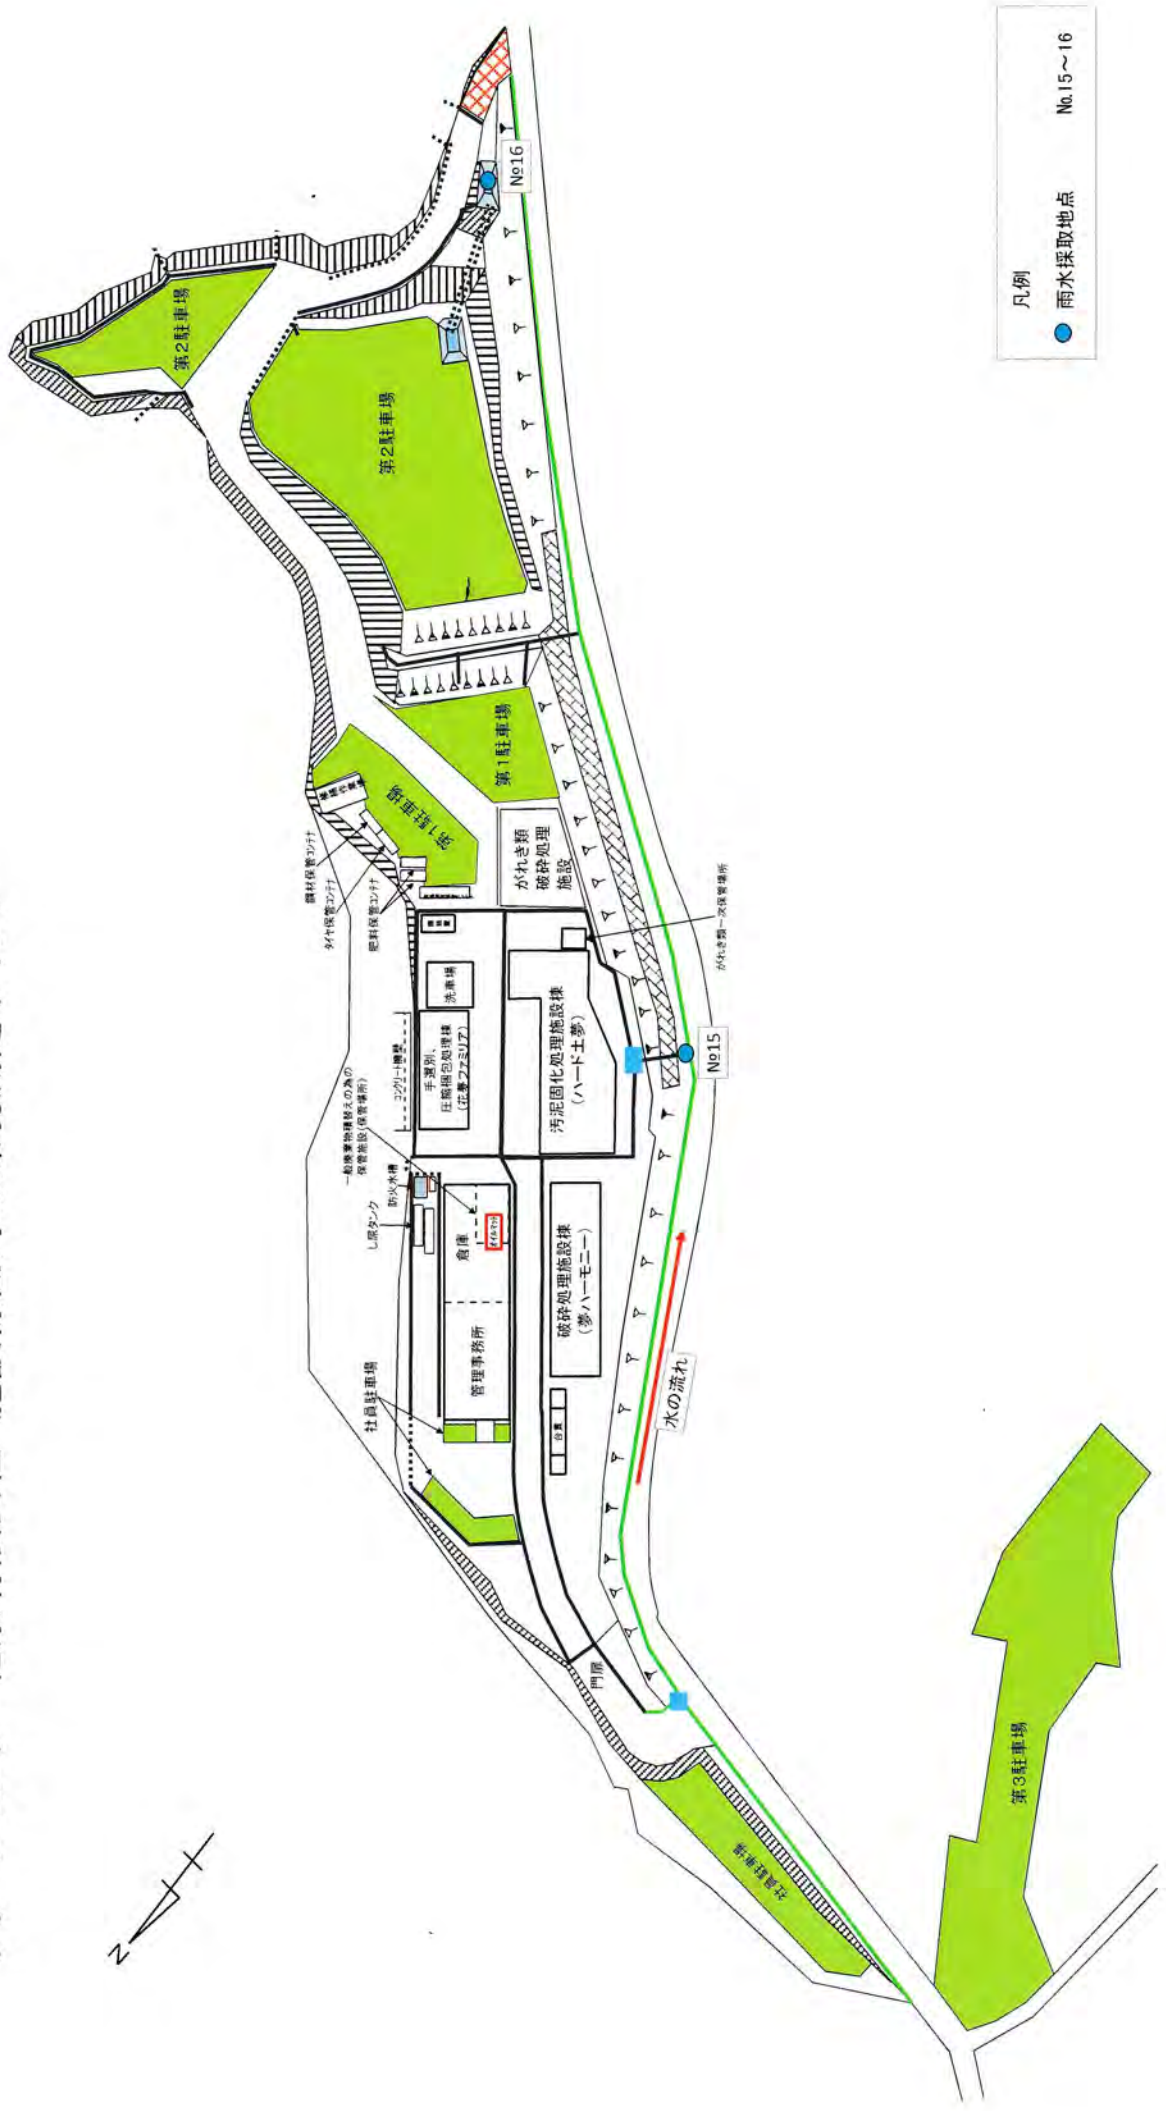 第2駐車場
第2駐車場
№16
第1駐車場
第1駐車場
鋼材保管コンテナ
タイヤ保管コンテナ
肥料保管コンテナ
がれき類
破砕処理
施設
がれき類一次保管場所
洗車場
コンクリート擁壁
手選別、
圧縮梱包処理棟
(花夢ファミリア)
汚泥固化処理施設棟
(ハード土夢)
№15
一般廃棄物積替えの為の
保管施設(保管場所)
防火水槽
し尿タンク
倉庫
オイルマット
管理事務所
破砕処理施設棟
(夢ハーモニー)
社員駐車場
台貫
水の流れ
門扉
社員駐車場
第3駐車場
N
凡例
雨水採取地点 №15~16